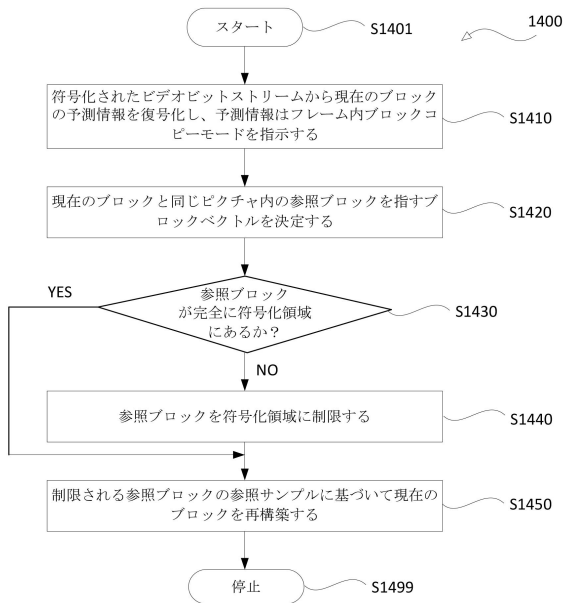 スタート
S1401
1400
符号化されたビデオビットストリームから現在のブロック
の予測情報を復号化し、予測情報はフレーム内ブロックコ
ピーモードを指示する
S1410
現在のブロックと同じピクチャ内の参照ブロックを指すブ
ロックベクトルを決定する
S1420
YES
参照ブロック
が完全に符号化領域
にあるか？
S1430
NO
参照ブロックを符号化領域に制限する
S1440
制限される参照ブロックの参照サンプルに基づいて現在の
ブロックを再構築する
S1450
停止
S1499